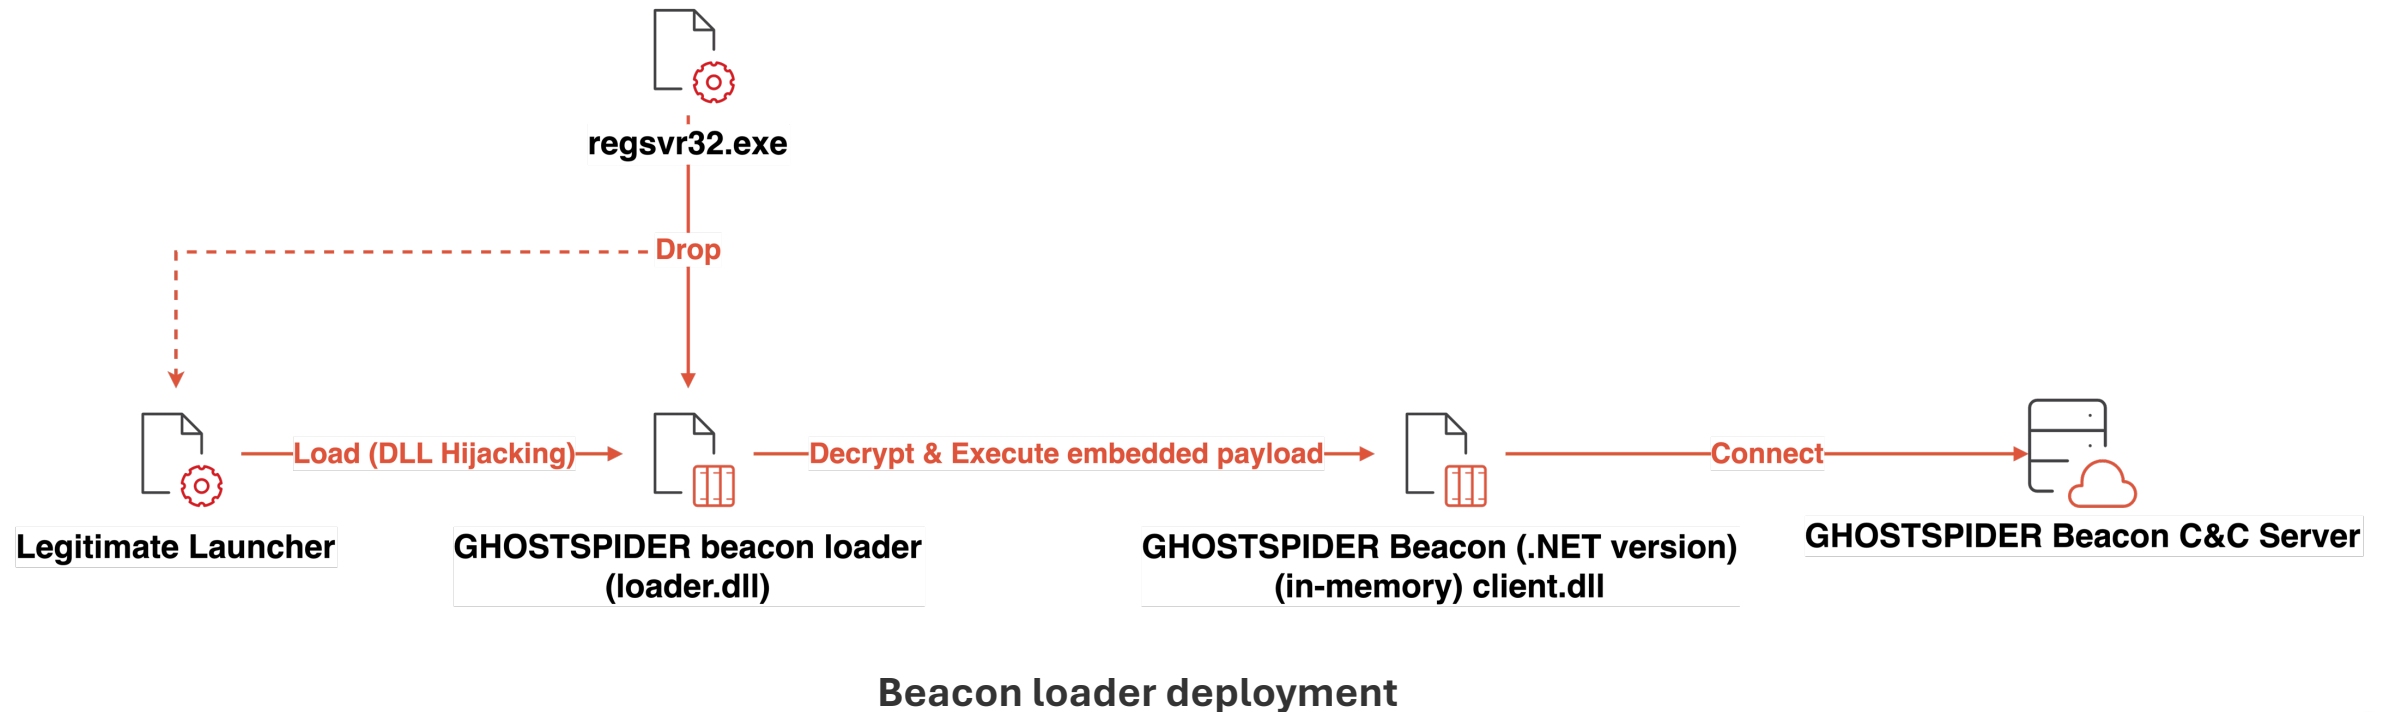 regsvr32.exe
Drop
Load (DLL Hijacking)
Decrypt & Execute embedded payload
Connect
Legitimate Launcher
GHOSTSPIDER beacon loader
(loader.dll)
GHOSTSPIDER Beacon (.NET version)
(in-memory) client.dll
GHOSTSPIDER Beacon C&C Server
Beacon loader deployment